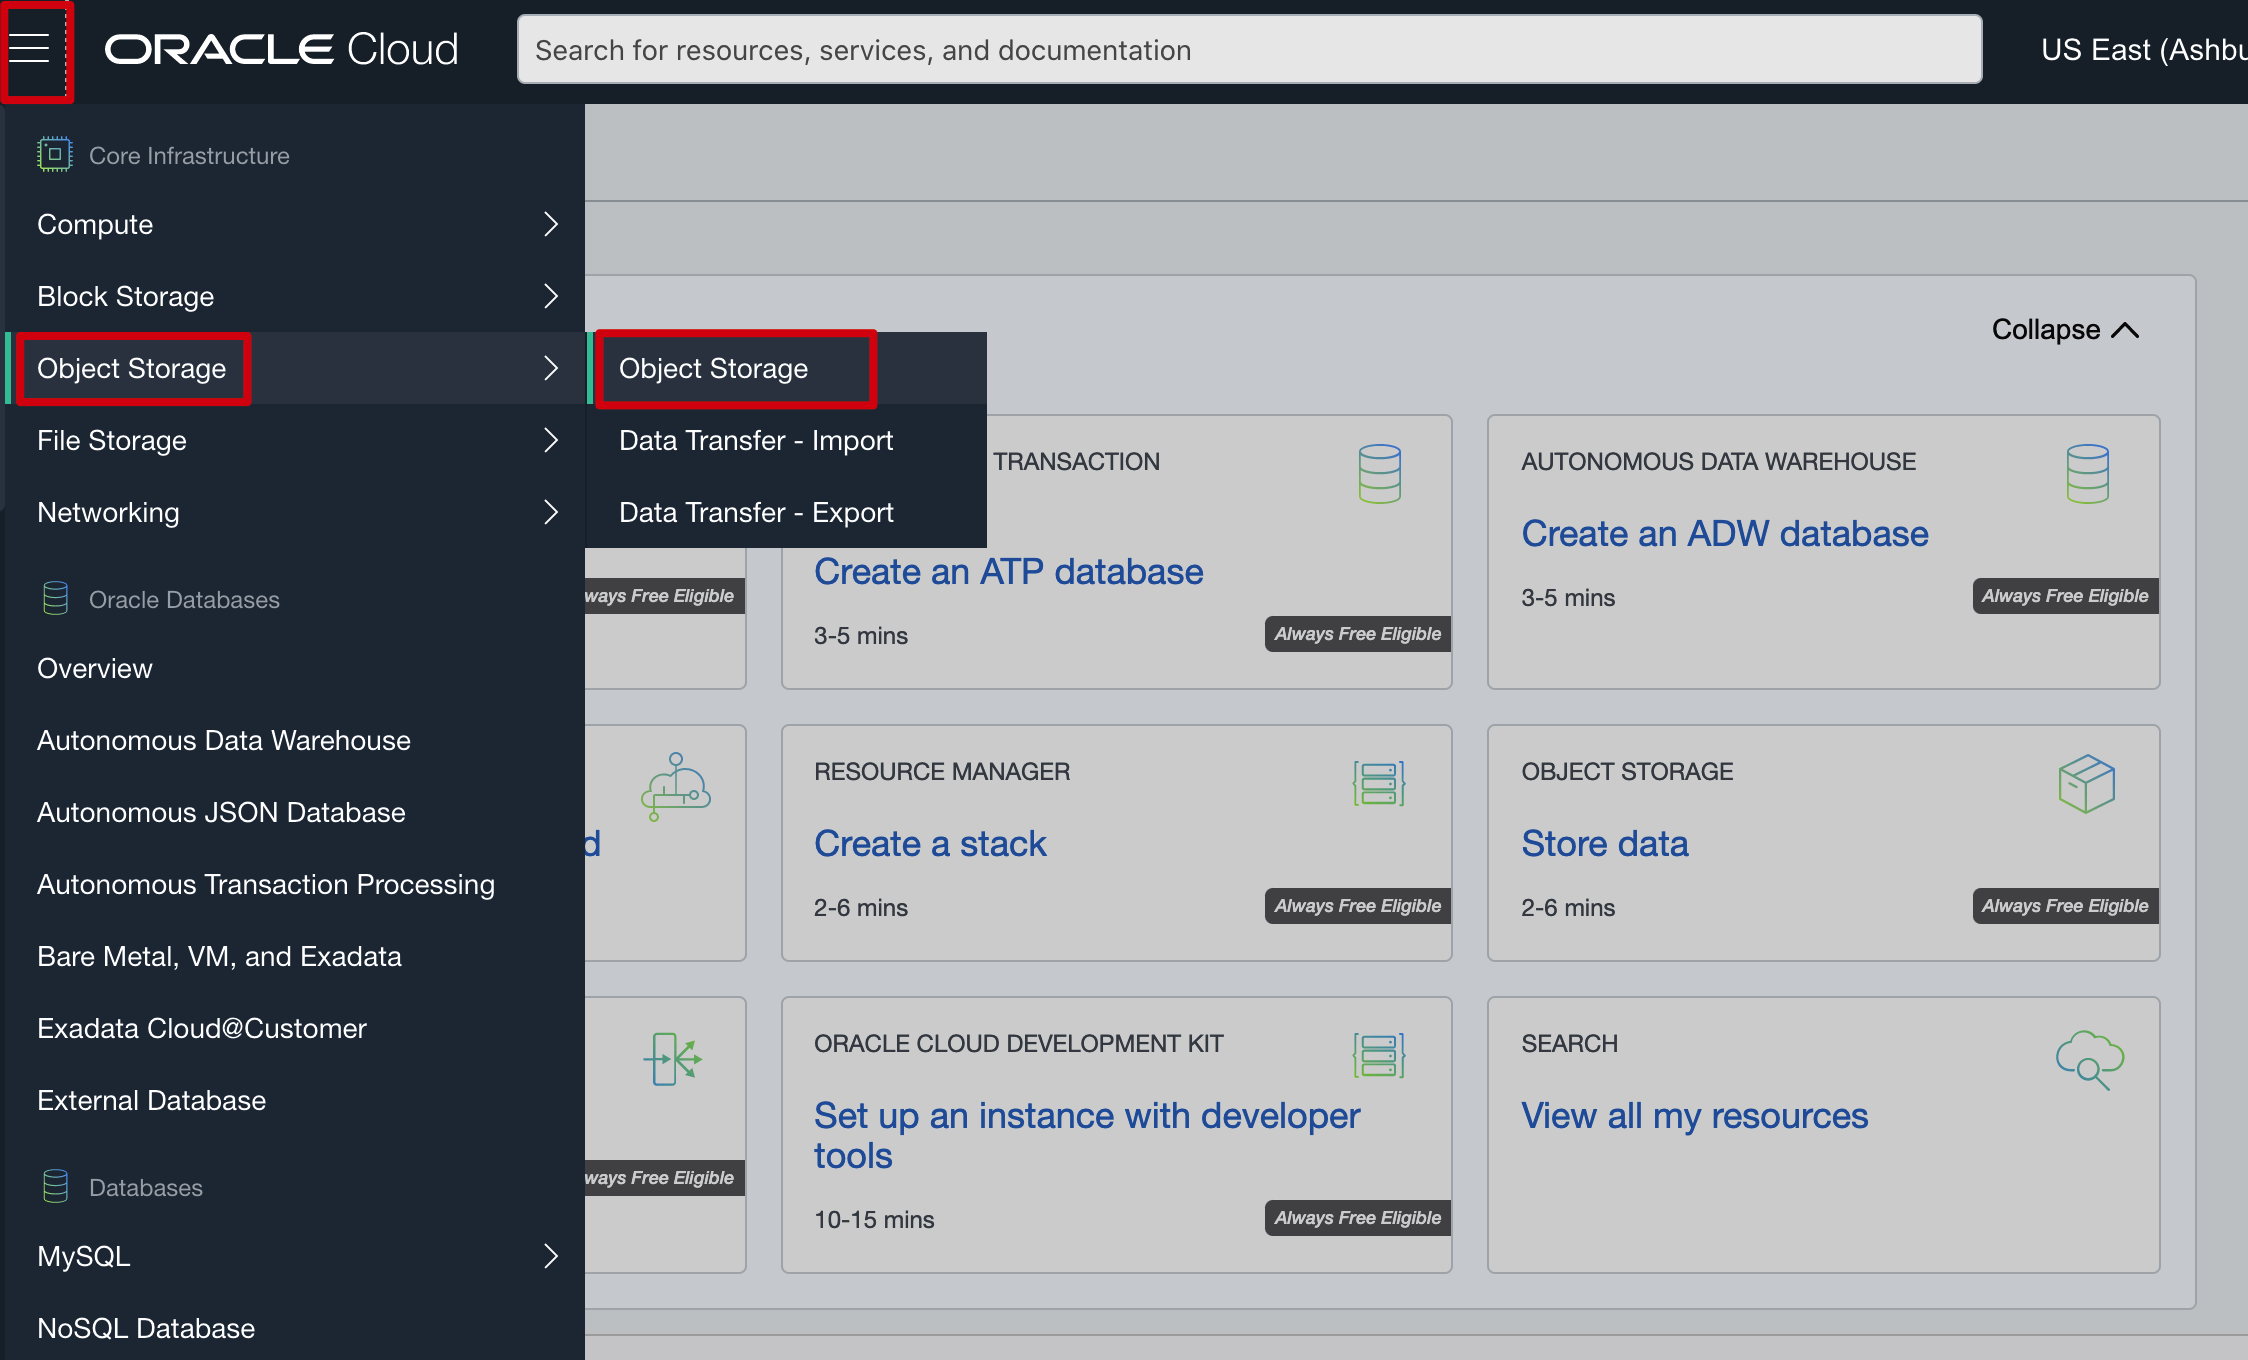 ORACLE Cloud
Search for resources, services, and documentation
US East (Ashbu
Core Infrastructure
Compute
Block Storage
Object Storage
File Storage
Networking
Oracle Databases
Overview
Autonomous Data Warehouse
Autonomous JSON Database
Autonomous Transaction Processing
Bare Metal, VM, and Exadata
Exadata Cloud@Customer
External Database
Databases
MySQL
NoSQL Database
Object Storage
Data Transfer - Import
Data Transfer - Export
Collapse
ways Free Eligible
TRANSACTION
Create an ATP database
3-5 mins
Always Free Eligible
AUTONOMOUS DATA WAREHOUSE
Create an ADW database
3-5 mins
Always Free Eligible
d
RESOURCE MANAGER
Create a stack
2-6 mins
Always Free Eligible
OBJECT STORAGE
Store data
2-6 mins
Always Free Eligible
ways Free Eligible
ORACLE CLOUD DEVELOPMENT KIT
Set up an instance with developer
tools
10-15 mins
Always Free Eligible
SEARCH
View all my resources